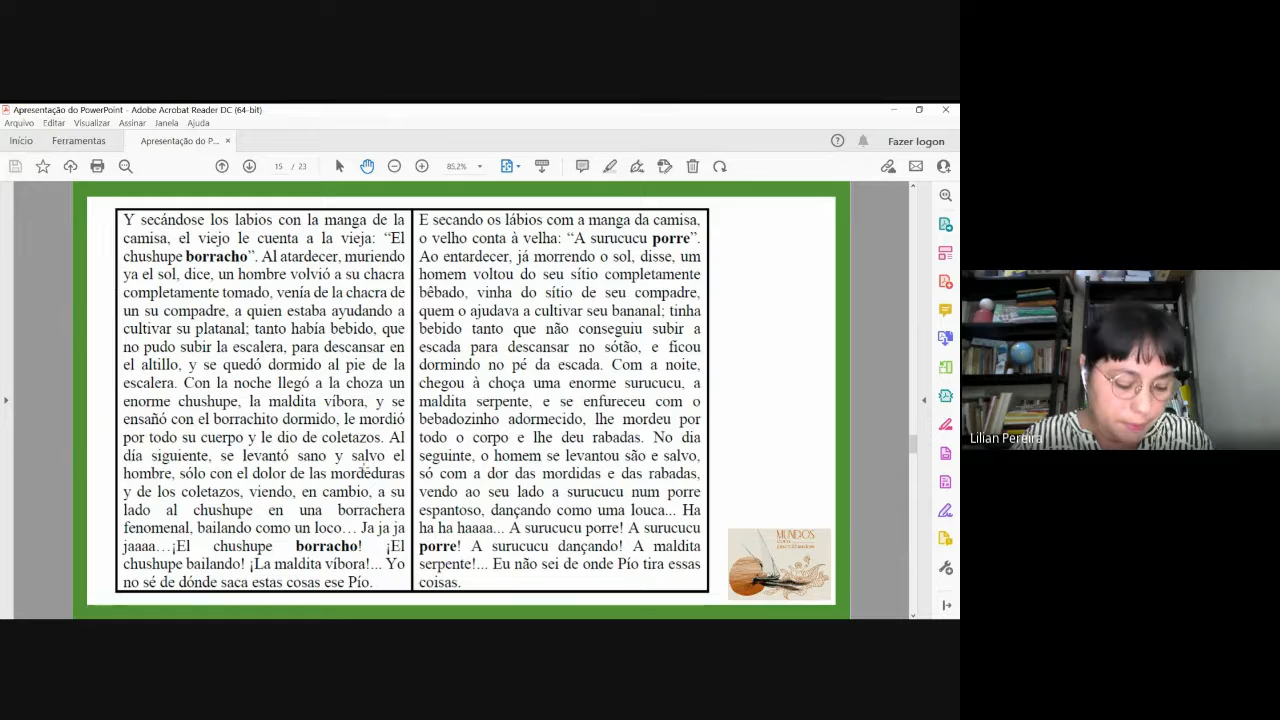 Apresentação do PowerPoint - Adobe Acrobat Reader DC (64-bit)
Arquivo Editar Visualizar Assinar Janela Ajuda
Início Ferramentas Apresentação do P... × Fazer logon
15 / 23 85,2%
Y secándose los labios con la manga de la
camisa, el viejo le cuenta a la vieja: “El
chushupe borracho”. Al atardecer, muriendo
ya el sol, dice, un hombre volvió a su chacra
completamente tomado, venía de la chacra de
un su compadre, a quien estaba ayudando a
cultivar su platanal; tanto había bebido, que
no pudo subir la escalera, para descansar en
el altillo, y se quedó dormido al pie de la
escalera. Con la noche llegó a la choza un
enorme chushupe, la maldita víbora, y se
ensañó con el borrachito dormido, le mordió
por todo su cuerpo y le dio de coletazos. Al
día siguiente, se levantó sano y salvo el
hombre, sólo con el dolor de las mordeduras
y de los coletazos, viendo, en cambio, a su
lado al chushupe en una borrachera
fenomenal, bailando como un loco… Ja ja ja
jaaaa…¡El chushupe borracho! ¡El
chushupe bailando! ¡La maldita víbora!... Yo
no sé de dónde saca estas cosas ese Pío.
E secando os lábios com a manga da camisa,
o velho conta à velha: “A surucucu porre”.
Ao entardecer, já morrendo o sol, disse, um
homem voltou do seu sítio completamente
bêbado, vinha do sítio de seu compadre,
quem o ajudava a cultivar seu bananal; tinha
bebido tanto que não conseguiu subir a
escada para descansar no sótão, e ficou
dormindo no pé da escada. Com a noite,
chegou à choça uma enorme surucucu, a
maldita serpente, e se enfureceu com o
bebadozinho adormecido, lhe mordeu por
todo o corpo e lhe deu rabadas. No dia
seguinte, o homem se levantou são e salvo,
só com a dor das mordidas e das rabadas,
vendo ao seu lado a surucucu num porre
espantoso, dançando como uma louca... Ha
ha ha haaaa... A surucucu porre! A surucucu
porre! A surucucu dançando! A maldita
serpente!... Eu não sei de onde Pío tira essas
coisas.
MUNDOS
Lilian Pereira